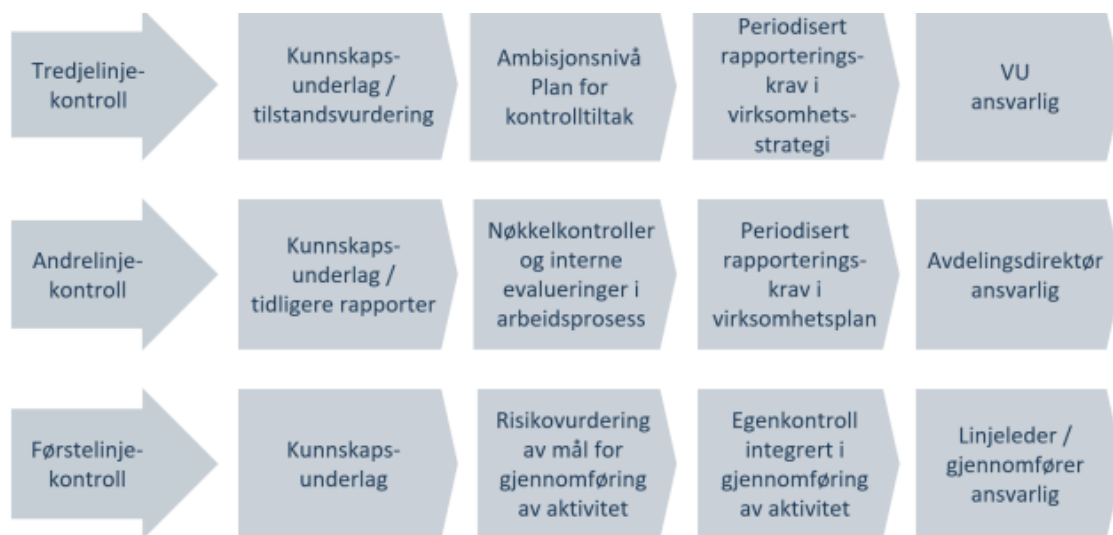 Tredjelinje-
kontroll
Kunnskaps-
underlag /
tilstandsvurdering
Ambisjonsnivå
Plan for
kontrolltiltak
Periodisert
rapporterings-
krav i
virksomhets-
strategi
VU
ansvarlig
Andrelinje-
kontroll
Kunnskaps-
underlag /
tidligere rapporter
Nøkkelkontroller
og interne
evalueringer i
arbeidsprosess
Periodisert
rapporterings-
krav i
virksomhetsplan
Avdelingsdirektør
ansvarlig
Førstelinje-
kontroll
Kunnskaps-
underlag
Risikovurdering
av mål for
gjennomføring
av aktivitet
Egenkontroll
integrert i
gjennomføring
av aktivitet
Linjeleder /
gjennomfører
ansvarlig